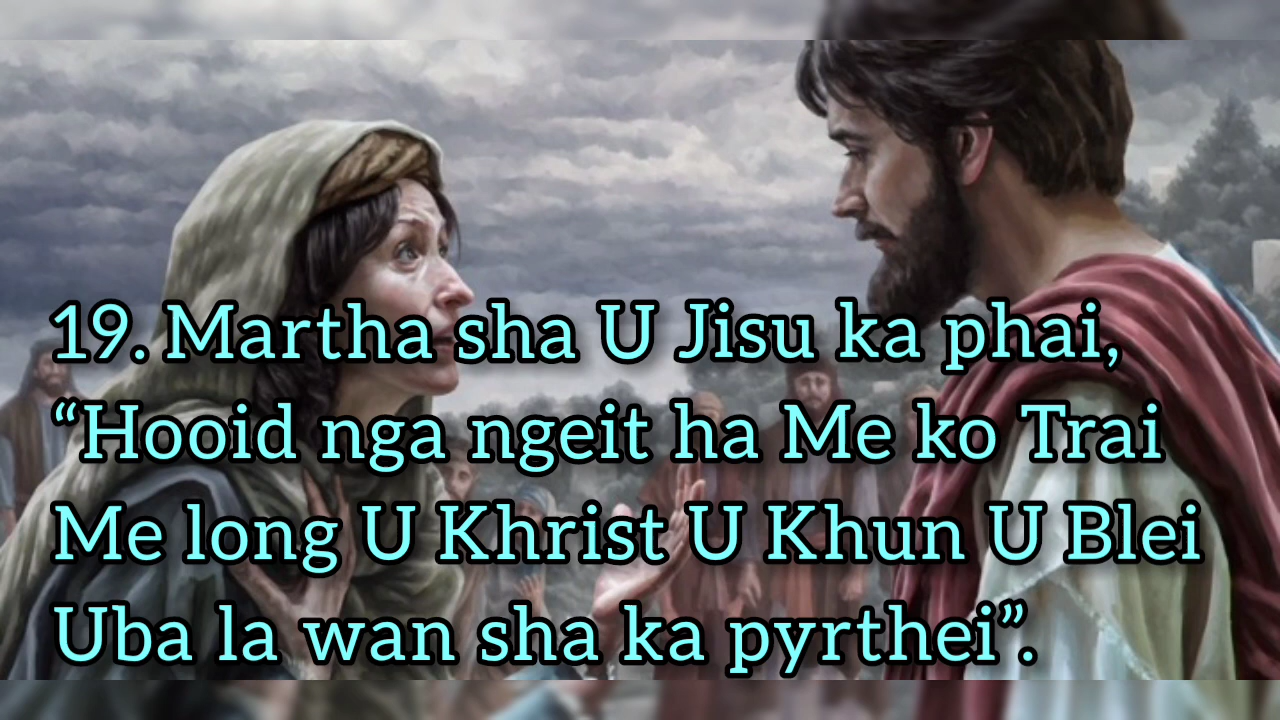 19. Martha sha U Jisu ka phai,
“Hooid nga ngeit ha Me ko Trai
Me long U Khrist U Khun U Blei
Uba la wan sha ka pyrthei”.